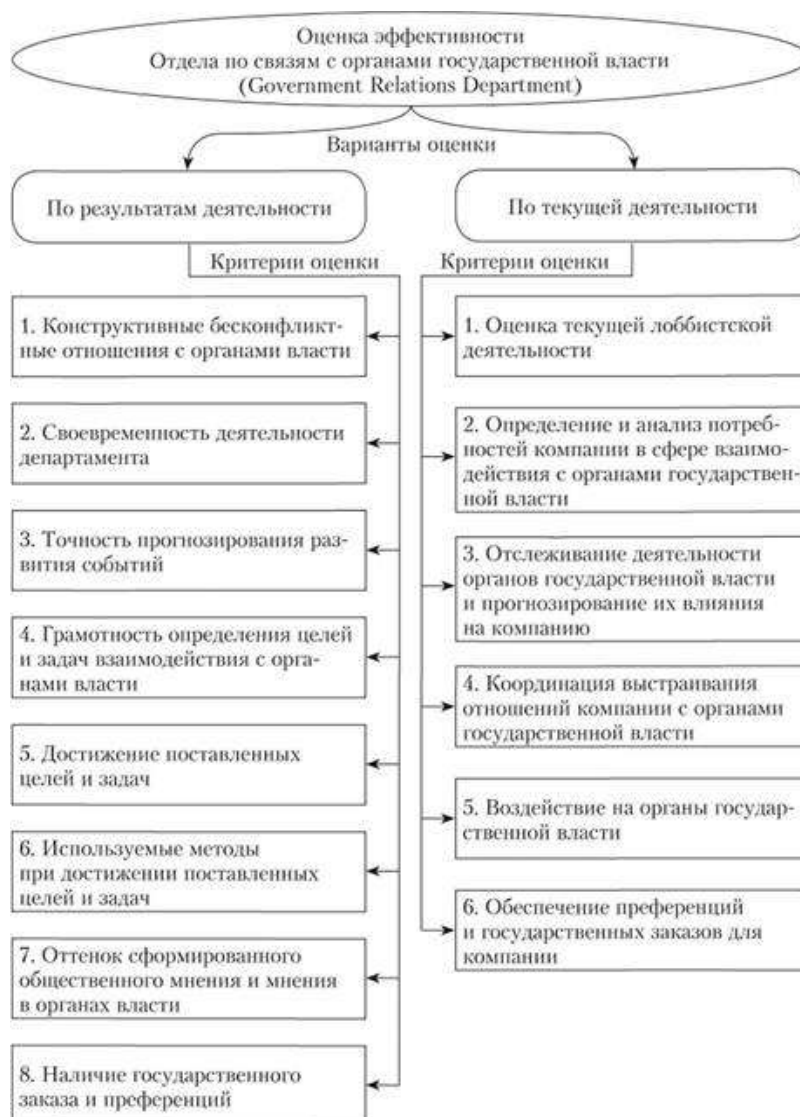 Оценка эффективности
Отдела по связям с органами государственной власти
(Government Relations Department)
Варианты оценки
По результатам деятельности
Критерии оценки
1. Конструктивные бесконфликт-
ные отношения с органами власти
2. Своевременность деятельности
департамента
3. Точность прогнозирования раз-
вития событий
4. Грамотность определения целей
и задач взаимодействия с орга-
нами власти
5. Достижение поставленных
целей и задач
6. Используемые методы
при достижении поставленных
целей и задач
7. Оттенок сформированного
общественного мнения и мнения
в органах власти
8. Наличие государственного
заказа и преференций
По текущей деятельности
Критерии оценки
1. Оценка текущей лоббистской
деятельности
2. Определение и анализ потреб-
ностей компании в сфере взаимо-
действия с органами государствен-
ной власти
3. Отслеживание деятельности
органов государственной власти
и прогнозирование их влияния
на компанию
4. Координация выстраивания
отношений компании с органами
государственной власти
5. Воздействие на органы государ-
ственной власти
6. Обеспечение преференций
и государственных заказов для
компании